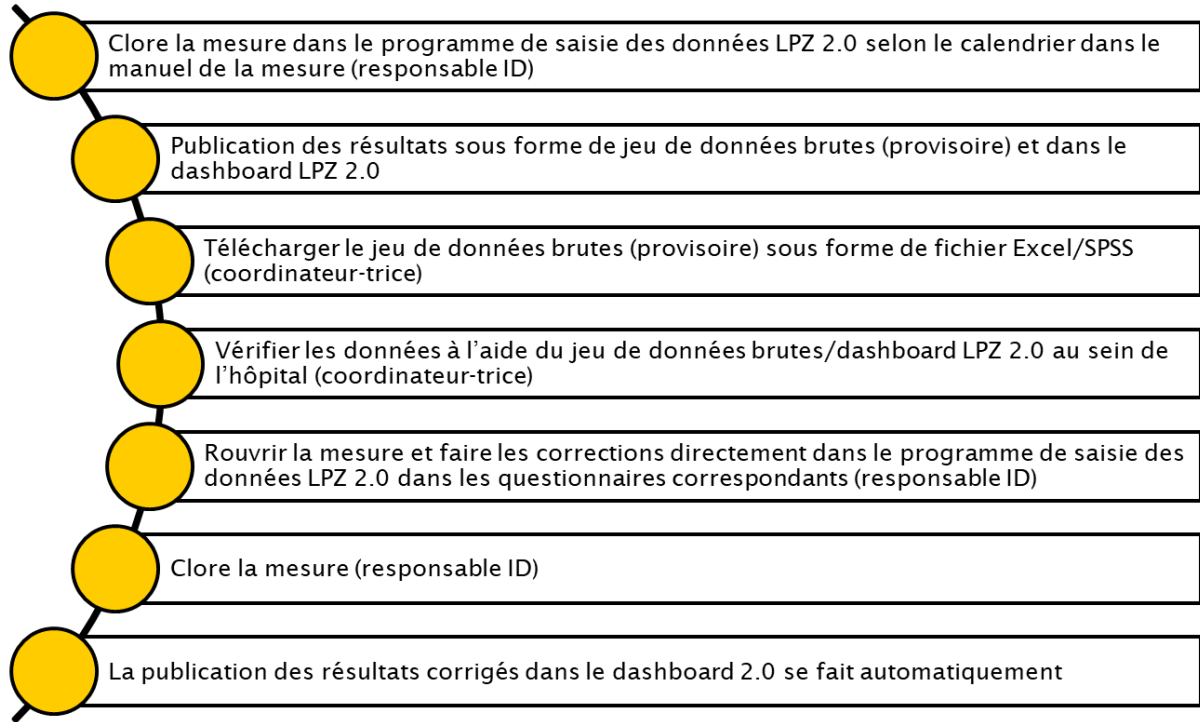 Clore la mesure dans le programme de saisie des données LPZ 2.0 selon le calendrier dans le
manuel de la mesure (responsable ID)
Publication des résultats sous forme de jeu de données brutes (provisoire) et dans le
dashboard LPZ 2.0
Télécharger le jeu de données brutes (provisoire) sous forme de fichier Excel/SPSS
(coordinateur-trice)
Vérifier les données à l’aide du jeu de données brutes/dashboard LPZ 2.0 au sein de
l’hôpital (coordinateur-trice)
Rouvrir la mesure et faire les corrections directement dans le programme de saisie des
données LPZ 2.0 dans les questionnaires correspondants (responsable ID)
Clore la mesure (responsable ID)
La publication des résultats corrigés dans le dashboard 2.0 se fait automatiquement